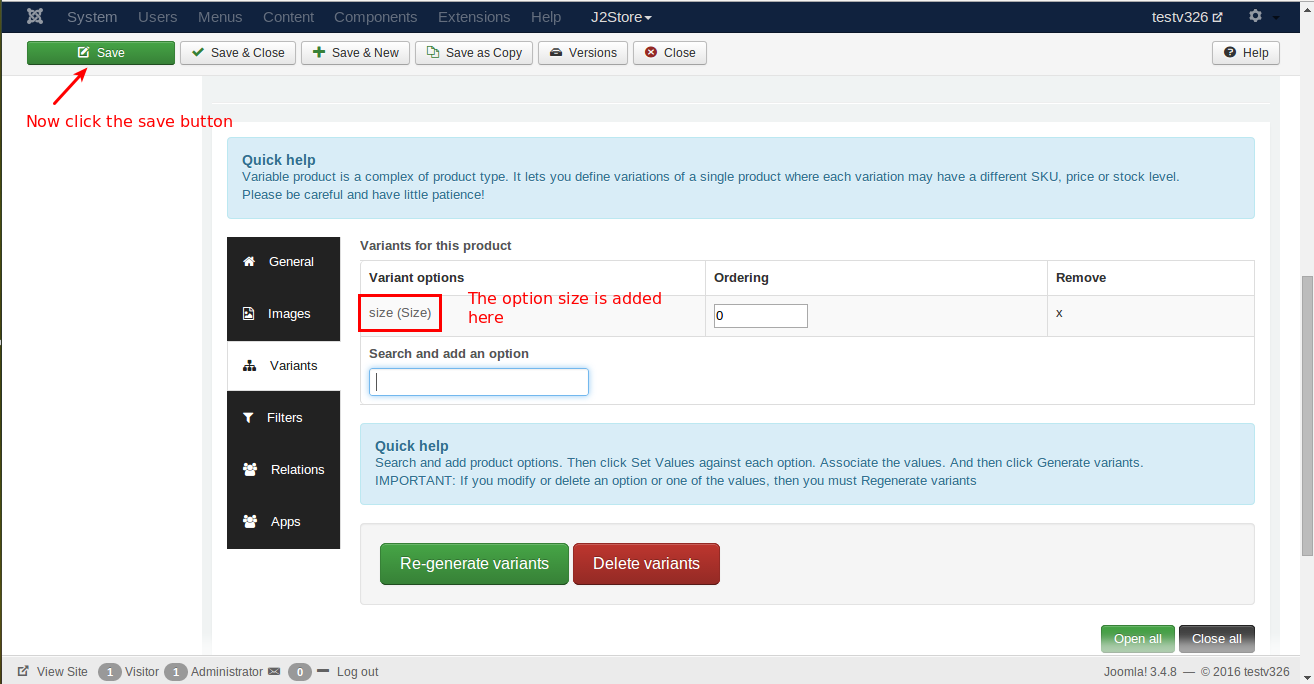 System Users Menus Content Components Extensions Help J2Store testv326
Save Save & Close Save & New Save as Copy Versions Close Help
Now click the save button
Quick help
Variable product is a complex of product type. It lets you define variations of a single product where each variation may have a different SKU, price or stock level.
Please be careful and have little patience!
General
Images
Variants
Filters
Relations
Apps
Variants for this product
Variant options Ordering Remove
size (Size) 0 x
The option size is added
here
Search and add an option
Quick help
Search and add product options. Then click Set Values against each option. Associate the values. And then click Generate variants.
IMPORTANT: If you modify or delete an option or one of the values, then you must Regenerate variants
Re-generate variants Delete variants
Open all Close all
View Site 1 Visitor 1 Administrator 0 Log out Joomla! 3.4.8 — © 2016 testv326